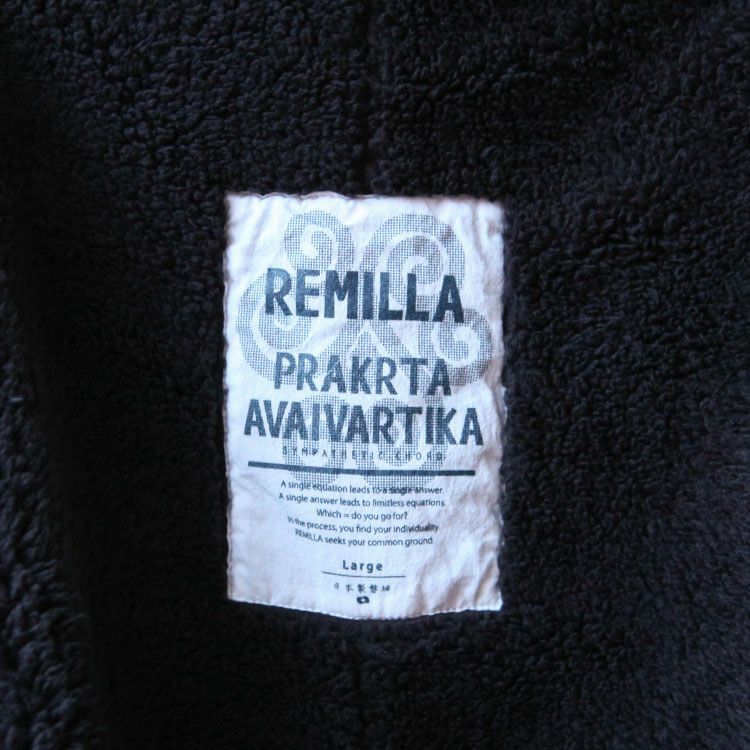 REMILLA
PRAKRTA
AVAIVARTIKA
SYMPATHETIC CHORD
A single equation leads to a single answer.
A single answer leads to limitless equations.
Which = do you go for?
In the process, you find your individuality.
REMILLA seeks your common ground.
Large
日本製